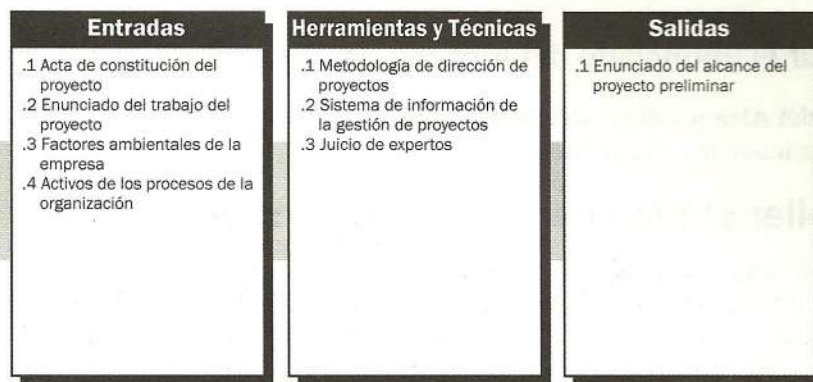 Entradas
.1 Acta de constitución del
proyecto
.2 Enunciado del trabajo del
proyecto
.3 Factores ambientales de la
empresa
.4 Activos de los procesos de la
organización
Herramientas y Técnicas
.1 Metodología de dirección de
proyectos
.2 Sistema de información de
la gestión de proyectos
.3 Juicio de expertos
Salidas
.1 Enunciado del alcance del
proyecto preliminar